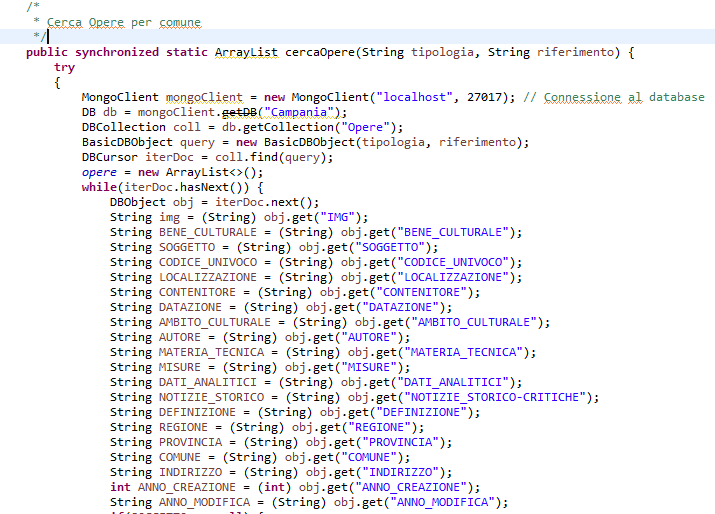 /*
 * Cerca Opere per comune
 */
public synchronized static ArrayList cercaOpere(String tipologia, String riferimento) {
    try
    {
        MongoClient mongoClient = new MongoClient("localhost", 27017); // Connessione al database
        DB db = mongoClient.getDB("Campania");
        DBCollection coll = db.getCollection("Opere");
        BasicDBObject query = new BasicDBObject(tipologia, riferimento);
        DBCursor iterDoc = coll.find(query);
        opere = new ArrayList<>();
        while(iterDoc.hasNext()) {
            DBObject obj = iterDoc.next();
            String img = (String) obj.get("IMG");
            String BENE_CULTURALE = (String) obj.get("BENE_CULTURALE");
            String SOGGETTO = (String) obj.get("SOGGETTO");
            String CODICE_UNIVOCO = (String) obj.get("CODICE_UNIVOCO");
            String LOCALIZZAZIONE = (String) obj.get("LOCALIZZAZIONE");
            String CONTENITORE = (String) obj.get("CONTENITORE");
            String DATAZIONE = (String) obj.get("DATAZIONE");
            String AMBITO_CULTURALE = (String) obj.get("AMBITO_CULTURALE");
            String AUTORE = (String) obj.get("AUTORE");
            String MATERIA_TECNICA = (String) obj.get("MATERIA_TECNICA");
            String MISURE = (String) obj.get("MISURE");
            String DATI_ANALITICI = (String) obj.get("DATI_ANALITICI");
            String NOTIZIE_STORICO = (String) obj.get("NOTIZIE_STORICO-CRITICHE");
            String DEFINIZIONE = (String) obj.get("DEFINIZIONE");
            String REGIONE = (String) obj.get("REGIONE");
            String PROVINCIA = (String) obj.get("PROVINCIA");
            String COMUNE = (String) obj.get("COMUNE");
            String INDIRIZZO = (String) obj.get("INDIRIZZO");
            int ANNO_CREAZIONE = (int) obj.get("ANNO_CREAZIONE");
            String ANNO_MODIFICA = (String) obj.get("ANNO_MODIFICA");